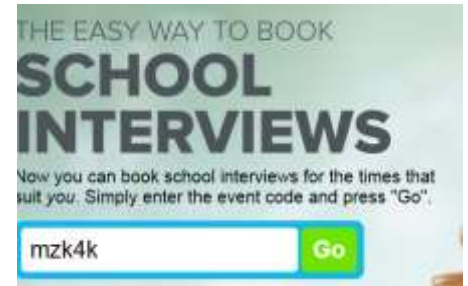 THE EASY WAY TO BOOK
SCHOOL
INTERVIEWS
Now you can book school interviews for the times that
suit you. Simply enter the event code and press "Go".
mzk4k
Go